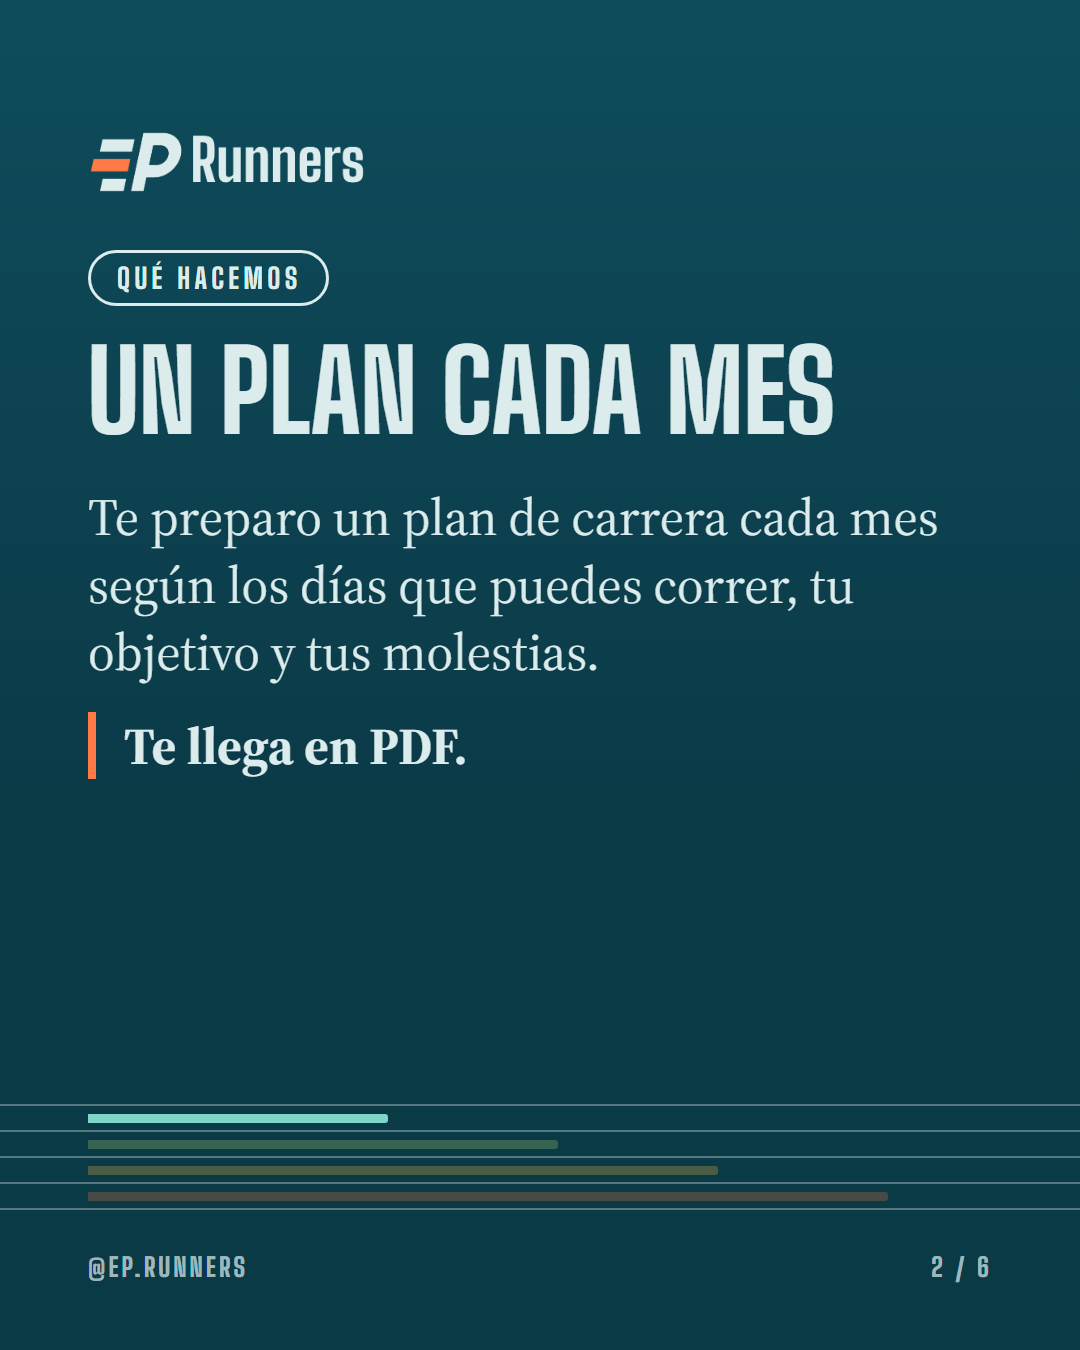 EP Runners
QUÉ HACEMOS
UN PLAN CADA MES
Te preparo un plan de carrera cada mes
según los días que puedes correr, tu
objetivo y tus molestias.
Te llega en PDF.
@EP.RUNNERS
2 / 6